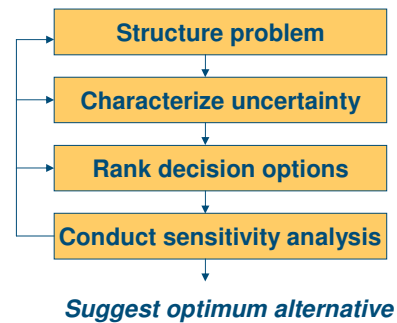 Structure problem
Characterize uncertainty
Rank decision options
Conduct sensitivity analysis
Suggest optimum alternative